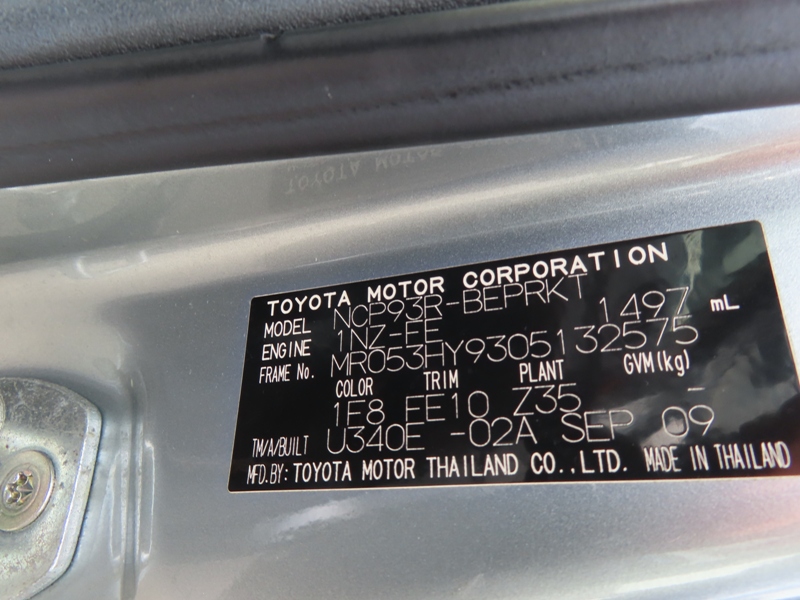 TOYOTA MOTOR CORPORATION
MODEL NCP93R-BEPRKT
ENGINE 1NZ-FE 1497 mL
FRAME No. MR053HY9305132575
COLOR TRIM PLANT GVM(kg)
1F8 FE10 Z35 -
TM/A/BUILT U340E -02A SEP 09
MFD.BY: TOYOTA MOTOR THAILAND CO.,LTD. MADE IN THAILAND